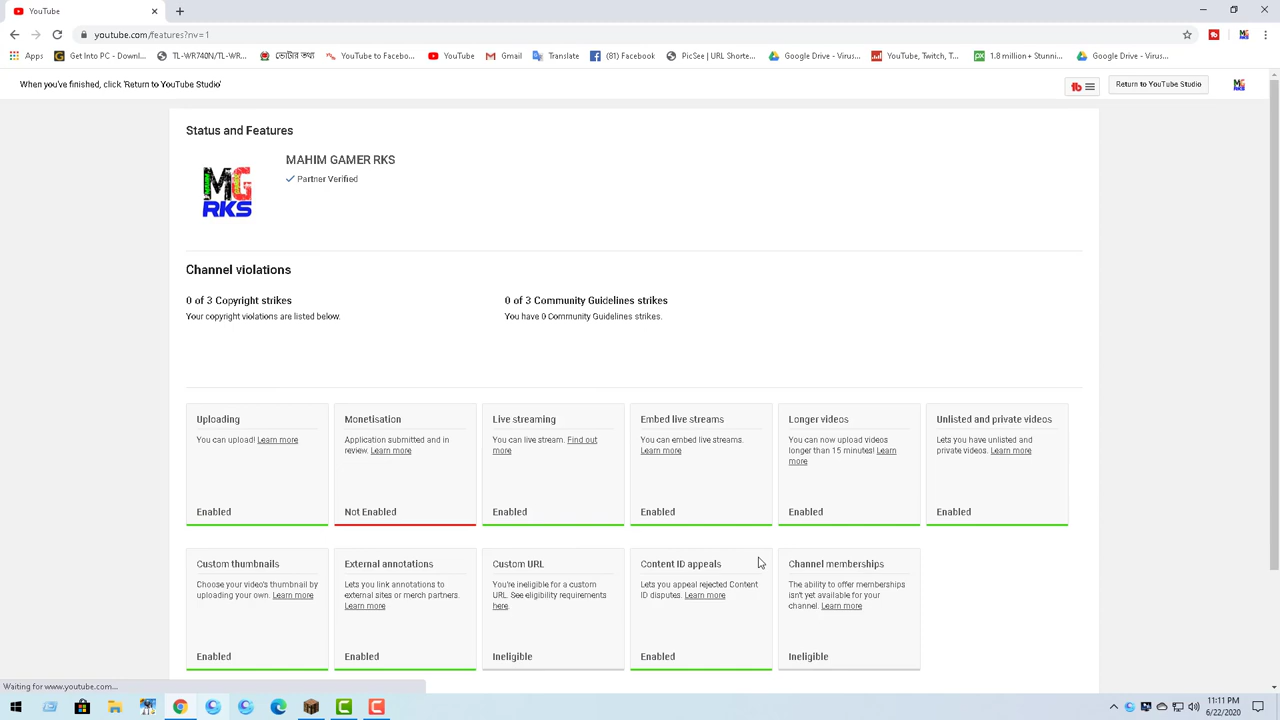 YouTube
youtube.com/features?nv=1
Apps
Get Into PC - Downl...
TL-WR740N/TL-WR...
ভোটার তথ্য
YouTube to Facebo...
YouTube
Gmail
Translate
(81) Facebook
PicSee | URL Shorte...
Google Drive - Virus...
YouTube, Twitch, T...
1.8 million+ Stunni...
Google Drive - Virus...
When you've finished, click 'Return to YouTube Studio'
Return to YouTube Studio
Status and Features
MAHIM GAMER RKS
Partner Verified
MG
RKS
Channel violations
0 of 3 Copyright strikes
Your copyright violations are listed below.
0 of 3 Community Guidelines strikes
You have 0 Community Guidelines strikes.
Uploading
You can upload! Learn more
Enabled
Monetisation
Application submitted and in
review. Learn more
Not Enabled
Live streaming
You can live stream. Find out
more
Enabled
Embed live streams
You can embed live streams.
Learn more
Enabled
Longer videos
You can now upload videos
longer than 15 minutes! Learn
more
Enabled
Unlisted and private videos
Lets you have unlisted and
private videos. Learn more
Enabled
Custom thumbnails
Choose your video's thumbnail by
uploading your own. Learn more
Enabled
External annotations
Lets you link annotations to
external sites or merch partners.
Learn more
Enabled
Custom URL
You're ineligible for a custom
URL. See eligibility requirements
here.
Ineligible
Content ID appeals
Lets you appeal rejected Content
ID disputes. Learn more
Enabled
Channel memberships
The ability to offer memberships
isn't yet available for your
channel. Learn more
Ineligible
Waiting for www.youtube.com...
11:11 PM
6/22/2020